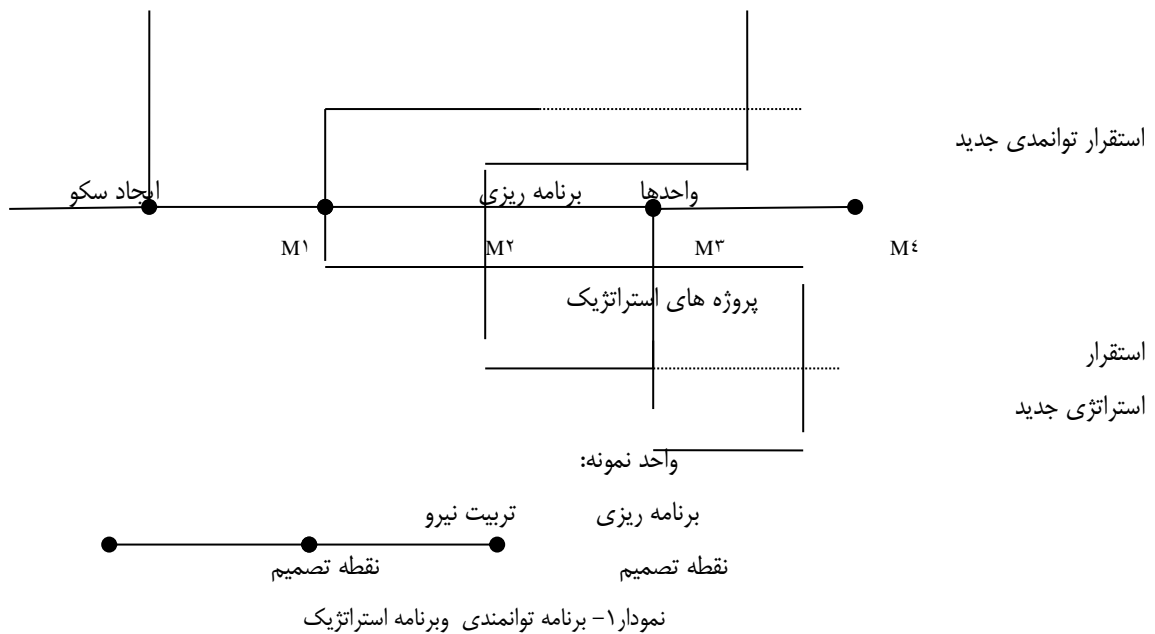 استقرار توانمدی جدید
ایجاد سکو برنامه ریزی واحدها
M۱ M۲ M۳ M٤
پروژه های استراتژیک
استقرار
استراتژی جدید
واحد نمونه:
تربیت نیرو برنامه ریزی
نقطه تصمیم نقطه تصمیم
نمودار۱- برنامه توانمندی وبرنامه استراتژیک